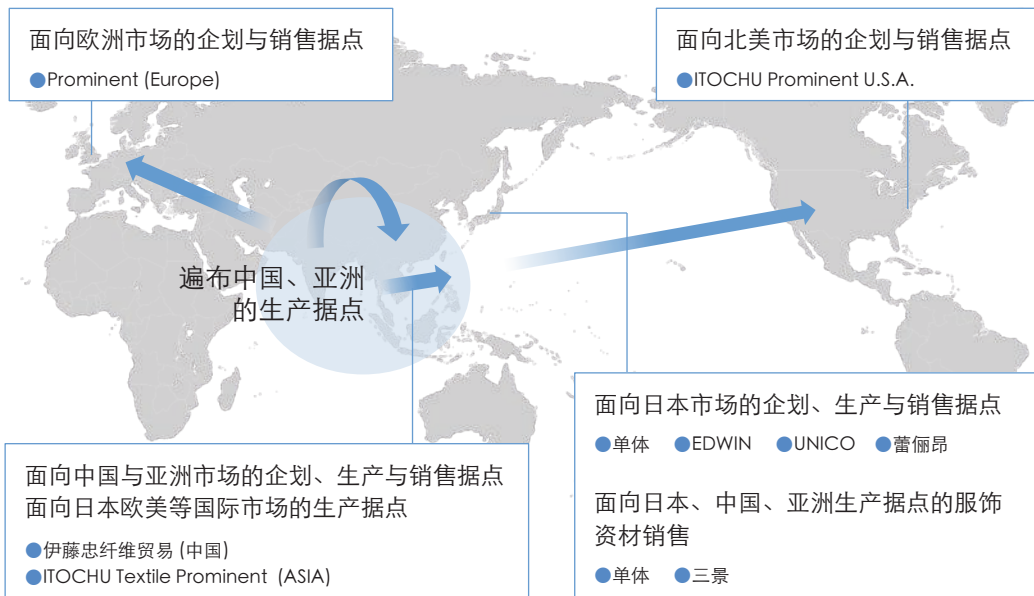 面向欧洲市场的企划与销售据点
●Prominent (Europe)
面向北美市场的企划与销售据点
●ITOCHU Prominent U.S.A.
遍布中国、亚洲
的生产据点
面向中国与亚洲市场的企划、生产与销售据点
面向日本欧美等国际市场的生产据点
●伊藤忠纤维贸易 (中国)
●ITOCHU Textile Prominent (ASIA)
面向日本市场的企划、生产与销售据点
●单体 ●EDWIN ●UNICO ●蕾俪昂
面向日本、中国、亚洲生产据点的服饰
资材销售
●单体 ●三景